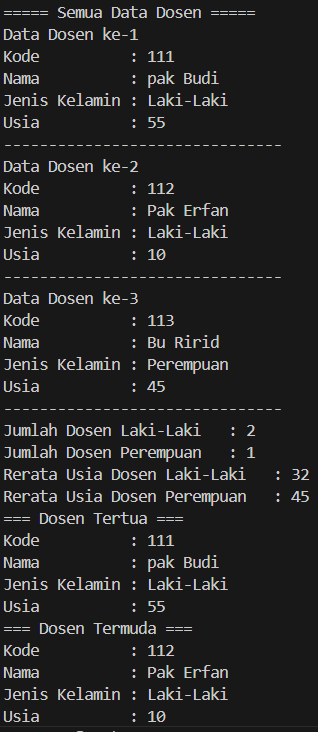 ===== Semua Data Dosen =====
Data Dosen ke-1
Kode          : 111
Nama          : pak Budi
Jenis Kelamin : Laki-Laki
Usia          : 55
-------------------------------
Data Dosen ke-2
Kode          : 112
Nama          : Pak Erfan
Jenis Kelamin : Laki-Laki
Usia          : 10
-------------------------------
Data Dosen ke-3
Kode          : 113
Nama          : Bu Ririd
Jenis Kelamin : Perempuan
Usia          : 45
-------------------------------
Jumlah Dosen Laki-Laki   : 2
Jumlah Dosen Perempuan   : 1
Rerata Usia Dosen Laki-Laki   : 32
Rerata Usia Dosen Perempuan   : 45
=== Dosen Tertua ===
Kode          : 111
Nama          : pak Budi
Jenis Kelamin : Laki-Laki
Usia          : 55
=== Dosen Termuda ===
Kode          : 112
Nama          : Pak Erfan
Jenis Kelamin : Laki-Laki
Usia          : 10